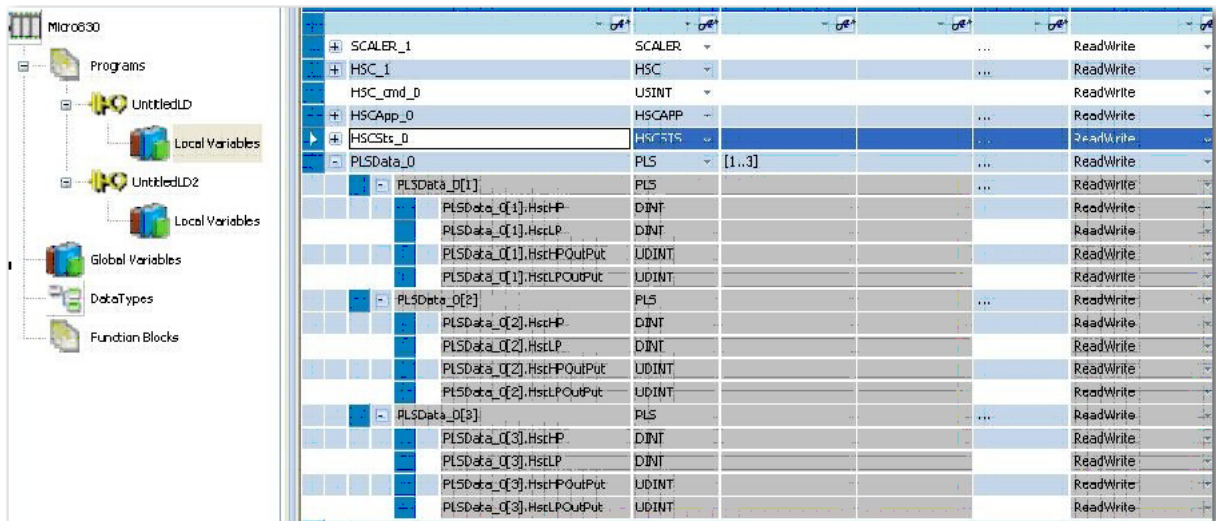 Micro830
Programs
UntitledLD
Local Variables
UntitledLD2
Local Variables
Global Variables
DataTypes
Function Blocks
SCALER_1 SCALER ... ReadWrite
HSC_1 HSC ... ReadWrite
HSC_cmd_0 USINT ReadWrite
HSCApp_0 HSCAPP ... ReadWrite
HSCSts_0 HSCSTS ... ReadWrite
PLSData_0 PLS [1..3] ... ReadWrite
PLSData_0[1] PLS ... ReadWrite
PLSData_0[1].HscHP DINT ReadWrite
PLSData_0[1].HscLP DINT ReadWrite
PLSData_0[1].HscHPOutPut UDINT ReadWrite
PLSData_0[1].HscLPOutPut UDINT ReadWrite
PLSData_0[2] PLS ... ReadWrite
PLSData_0[2].HscHP DINT ReadWrite
PLSData_0[2].HscLP DINT ReadWrite
PLSData_0[2].HscHPOutPut UDINT ReadWrite
PLSData_0[2].HscLPOutPut UDINT ReadWrite
PLSData_0[3] PLS ... ReadWrite
PLSData_0[3].HscHP DINT ReadWrite
PLSData_0[3].HscLP DINT ReadWrite
PLSData_0[3].HscHPOutPut UDINT ReadWrite
PLSData_0[3].HscLPOutPut UDINT ReadWrite